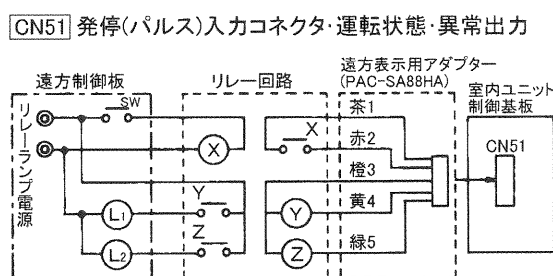 CN51 発停(パルス)入力コネクタ・運転状態・異常出力
遠方制御板
リレー回路
遠方表示用アダプター
(PAC-SA88HA)
室内ユニット
制御基板
リレーランプ電源
SW
X
X
茶1
赤2
橙3
黄4
緑5
CN51
L1
Y
Y
L2
Z
Z